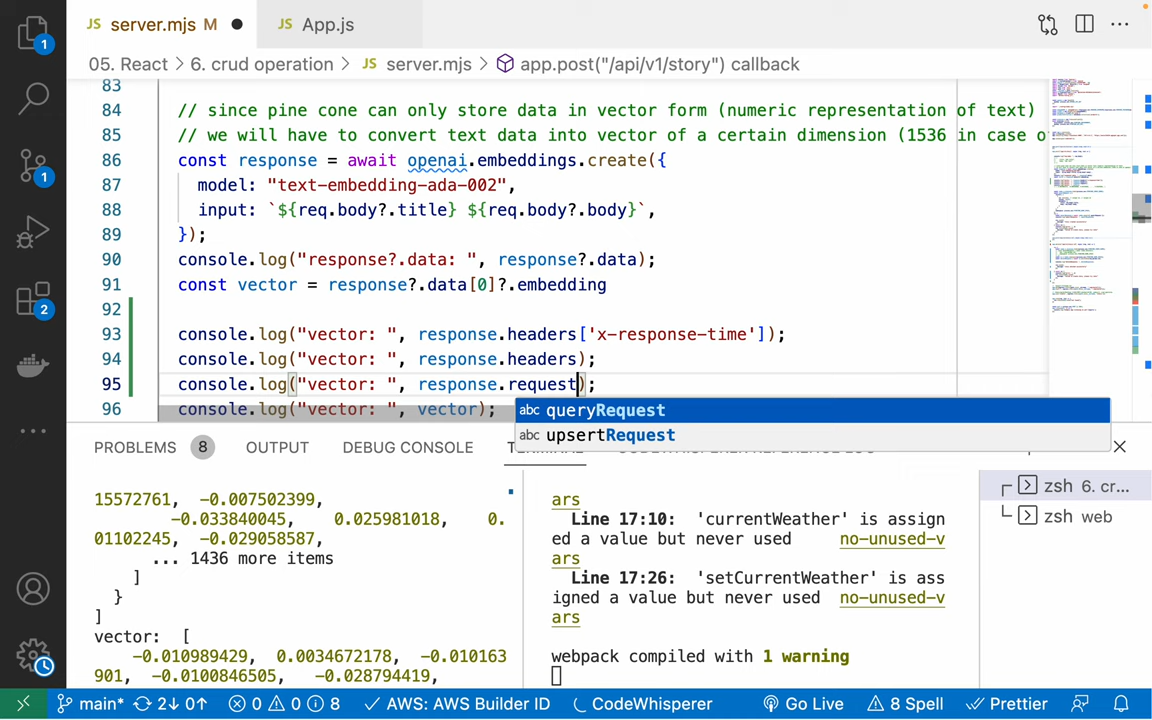 JS server.mjs M
JS App.js
05. React > 6. crud operation > JS server.mjs > app.post("/api/v1/story") callback
83
84 // since pine cone can only store data in vector form (numeric representation of text)
85 // we will have to convert text data into vector of a certain dimension (1536 in case o
86 const response = await openai.embeddings.create({
87 model: "text-embedding-ada-002",
88 input: `${req.body?.title} ${req.body?.body}`,
89 });
90 console.log("response?.data: ", response?.data);
91 const vector = response?.data[0]?.embedding
92
93 console.log("vector: ", response.headers['x-response-time']);
94 console.log("vector: ", response.headers);
95 console.log("vector: ", response.request);
96 console.log("vector: ", vector);
abc queryRequest
abc upsertRequest
1
1
2
PROBLEMS 8 OUTPUT DEBUG CONSOLE
15572761, -0.007502399,
-0.033840045, 0.025981018, 0.
01102245, -0.029058587,
... 1436 more items
]
}
]
vector: [
-0.010989429, 0.0034672178, -0.010163
901, -0.0100846505, -0.028794419,
ars
Line 17:10: 'currentWeather' is assign
ed a value but never used no-unused-v
ars
Line 17:26: 'setCurrentWeather' is ass
igned a value but never used no-unused-v
ars
webpack compiled with 1 warning
zsh 6. cr...
zsh web
main* 2↓ 0↑ 0 0 8 AWS: AWS Builder ID CodeWhisperer Go Live 8 Spell Prettier